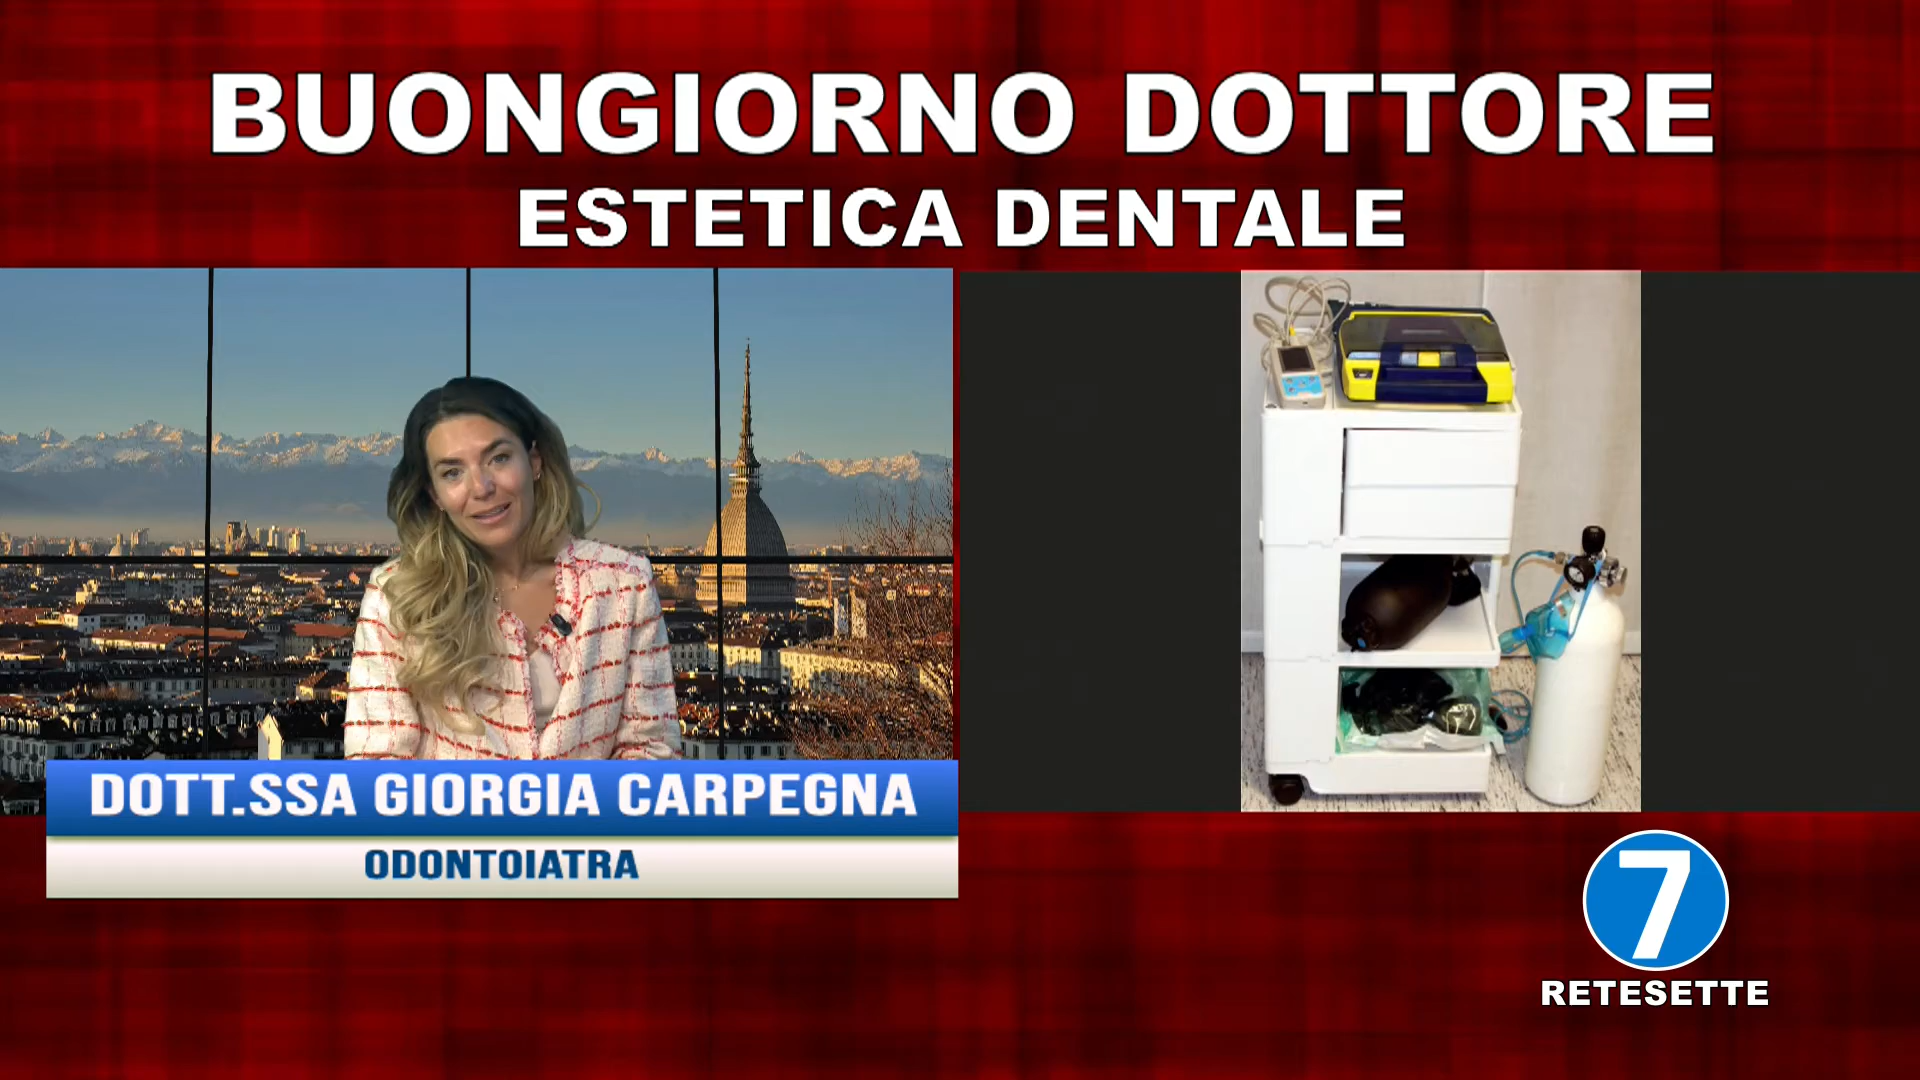 BUONGIORNO DOTTORE
ESTETICA DENTALE
DOTT.SSA GIORGIA CARPEGNA
ODONTOIATRA
7
RETESETTE